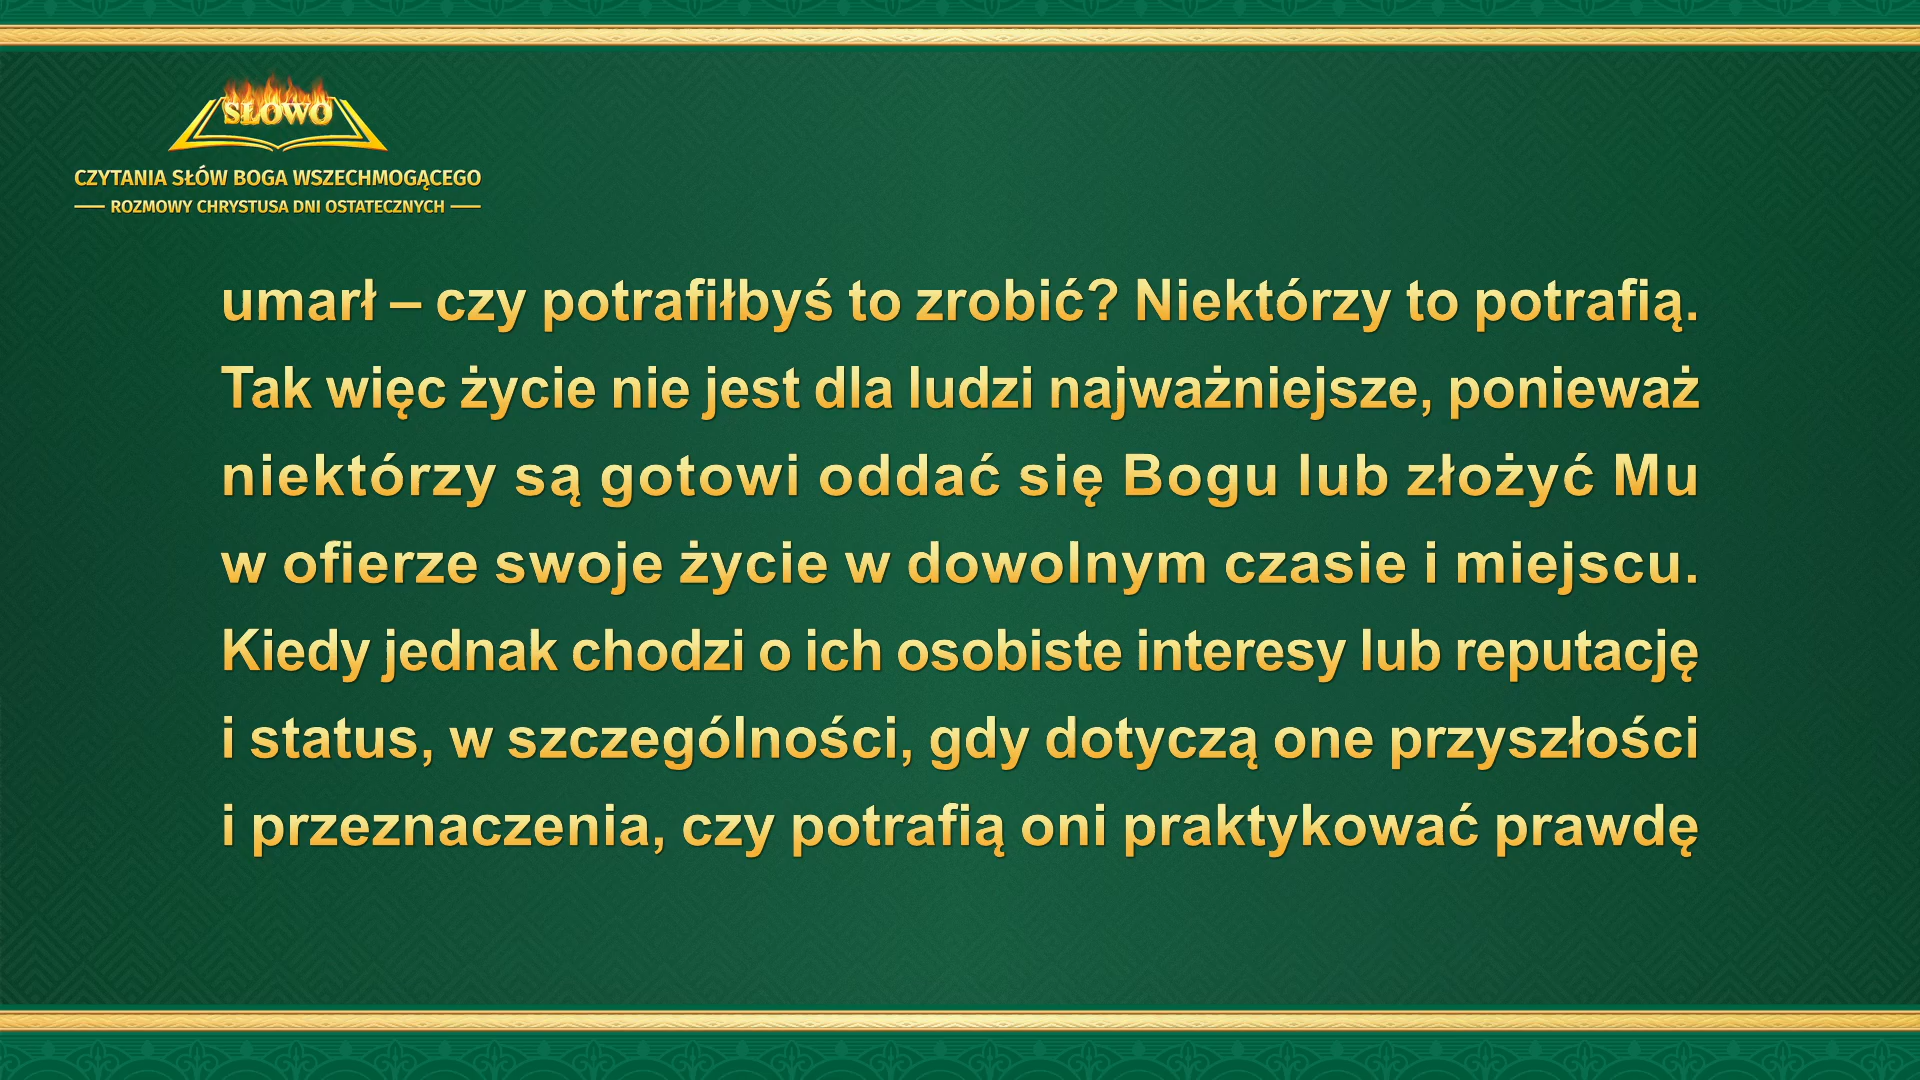 SŁOWO
CZYTANIA SŁÓW BOGA WSZECHMOGĄCEGO
ROZMOWY CHRYSTUSA DNI OSTATECZNYCH
umarł – czy potrafiłbyś to zrobić? Niektórzy to potrafią.
Tak więc życie nie jest dla ludzi najważniejsze, ponieważ
niektórzy są gotowi oddać się Bogu lub złożyć Mu
w ofierze swoje życie w dowolnym czasie i miejscu.
Kiedy jednak chodzi o ich osobiste interesy lub reputację
i status, w szczególności, gdy dotyczą one przyszłości
i przeznaczenia, czy potrafią oni praktykować prawdę